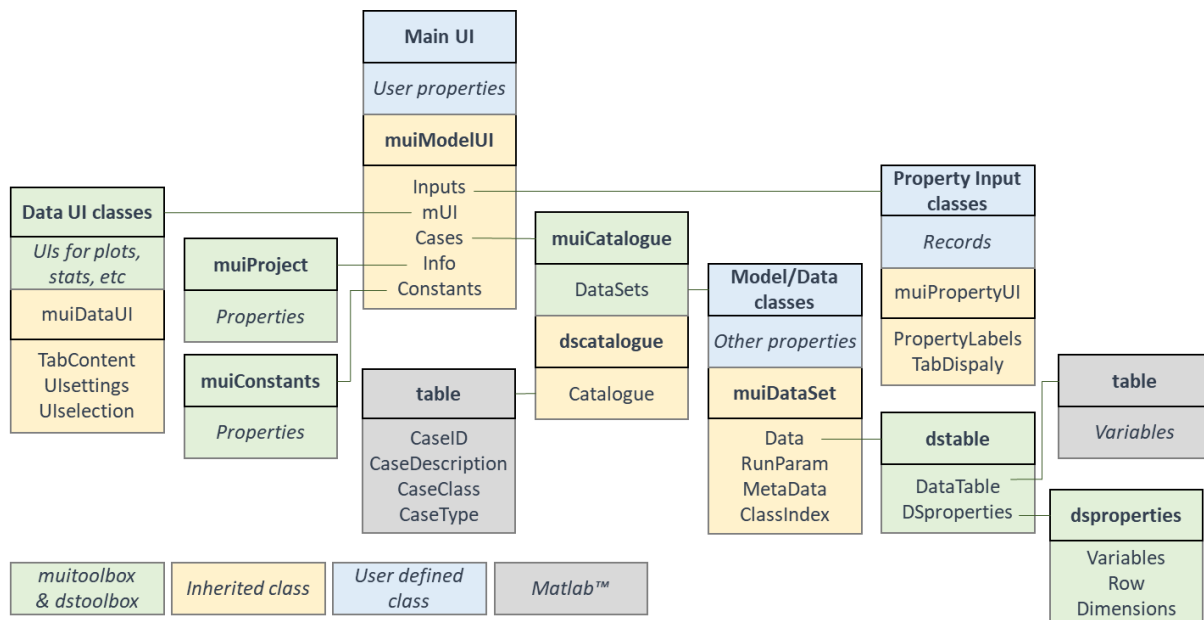 Main UI
User properties
muiModelUI
Inputs
mUI
Cases
Info
Constants
Data UI classes
UIs for plots,
stats, etc
muiDataUI
TabContent
UIsettings
UIselection
muiProject
Properties
muiConstants
Properties
table
CaseID
CaseDescription
CaseClass
CaseType
muiCatalogue
DataSets
dscatalogue
Catalogue
Model/Data
classes
Other properties
muiDataSet
Data
RunParam
MetaData
ClassIndex
Property Input
classes
Records
muiPropertyUI
PropertyLabels
TabDispaly
dstable
DataTable
DSproperties
table
Variables
dsproperties
Variables
Row
Dimensions
muitoolbox
& dstoolbox
Inherited class
User defined
class
Matlab™